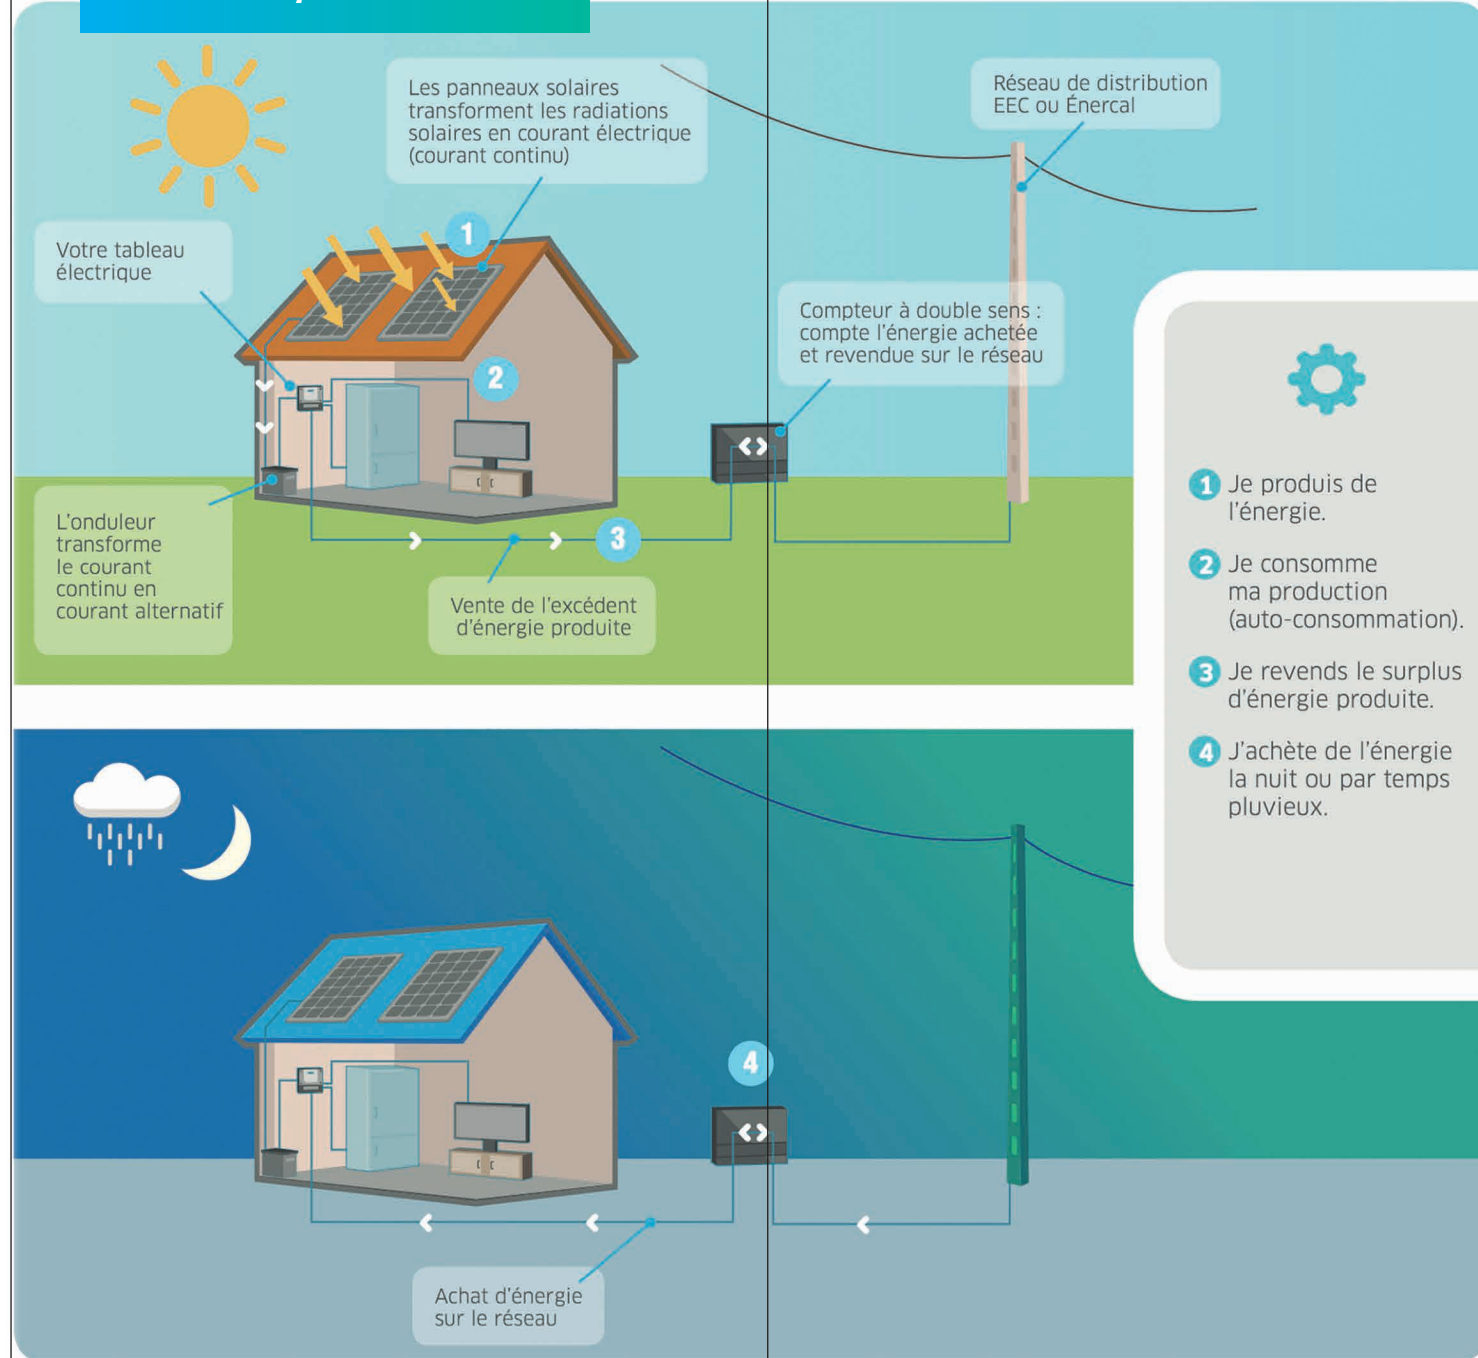 Les panneaux solaires
transforment les radiations
solaires en courant électrique
(courant continu)
Réseau de distribution
EEC ou Énercal
Votre tableau
électrique
1
Compteur à double sens :
compte l'énergie achetée
et revendue sur le réseau
2
L'onduleur
transforme
le courant
continu en
courant alternatif
3
Vente de l'excédent
d'énergie produite
1 Je produis de
l'énergie.
2 Je consomme
ma production
(auto-consommation).
3 Je revends le surplus
d'énergie produite.
4 J'achète de l'énergie
la nuit ou par temps
pluvieux.
4
Achat d'énergie
sur le réseau